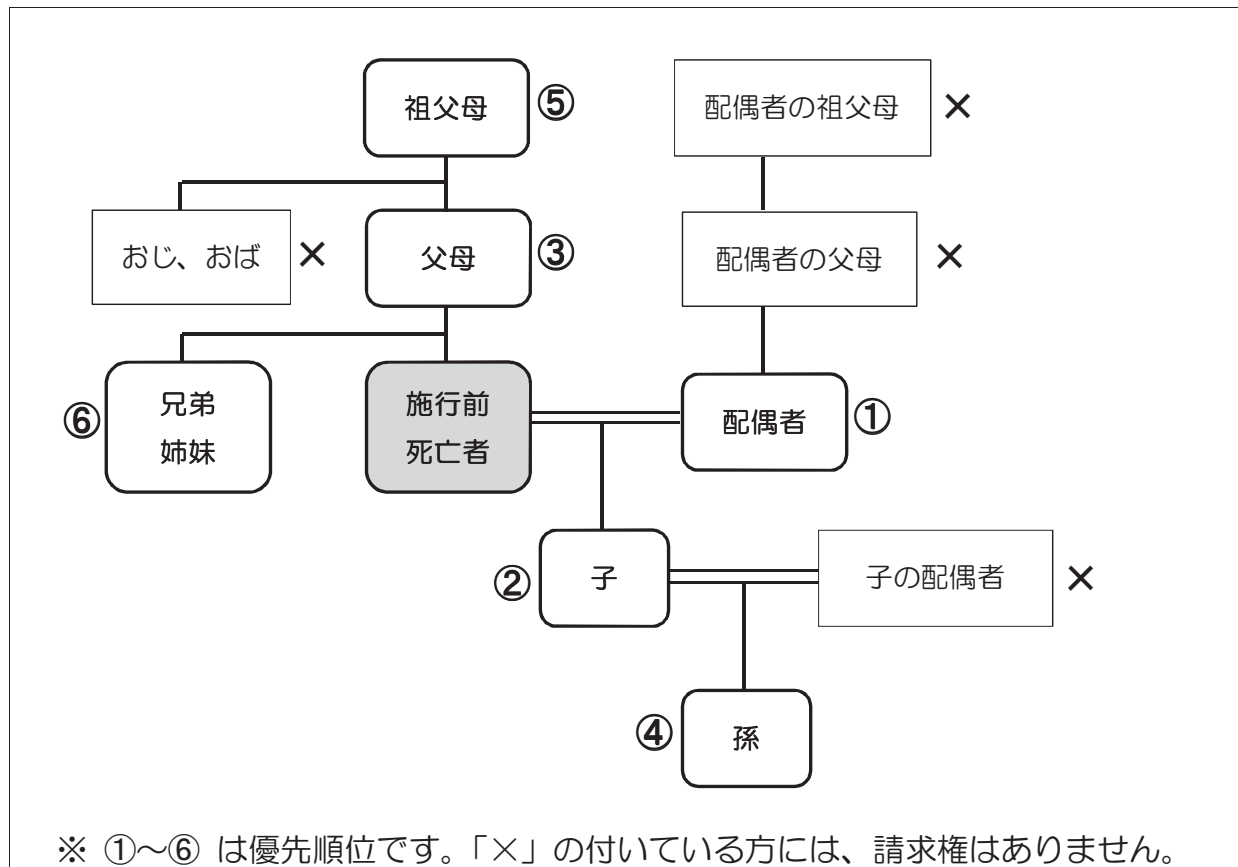 祖父母 ⑤
配偶者の祖父母 ×
おじ、おば ×
父母 ③
配偶者の父母 ×
⑥ 兄弟
姉妹
施行前
死亡者
配偶者 ①
② 子
子の配偶者 ×
④ 孫
※ ①～⑥ は優先順位です。「×」の付いている方には、請求権はありません。